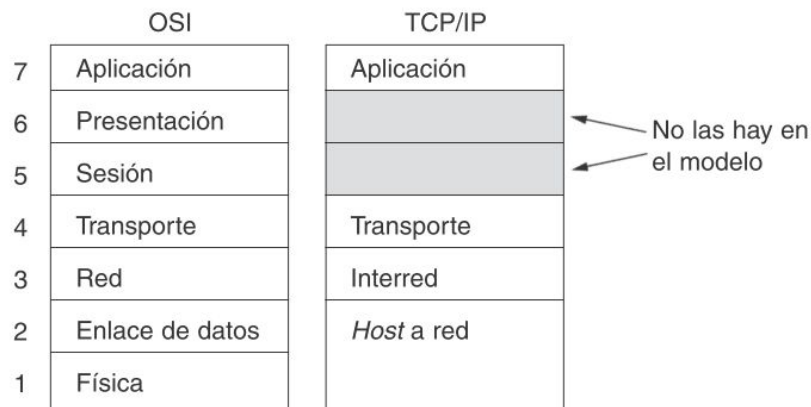 OSI TCP/IP
7 Aplicación Aplicación
6 Presentación
No las hay en
el modelo
5 Sesión
4 Transporte Transporte
3 Red Interred
2 Enlace de datos Host a red
1 Física